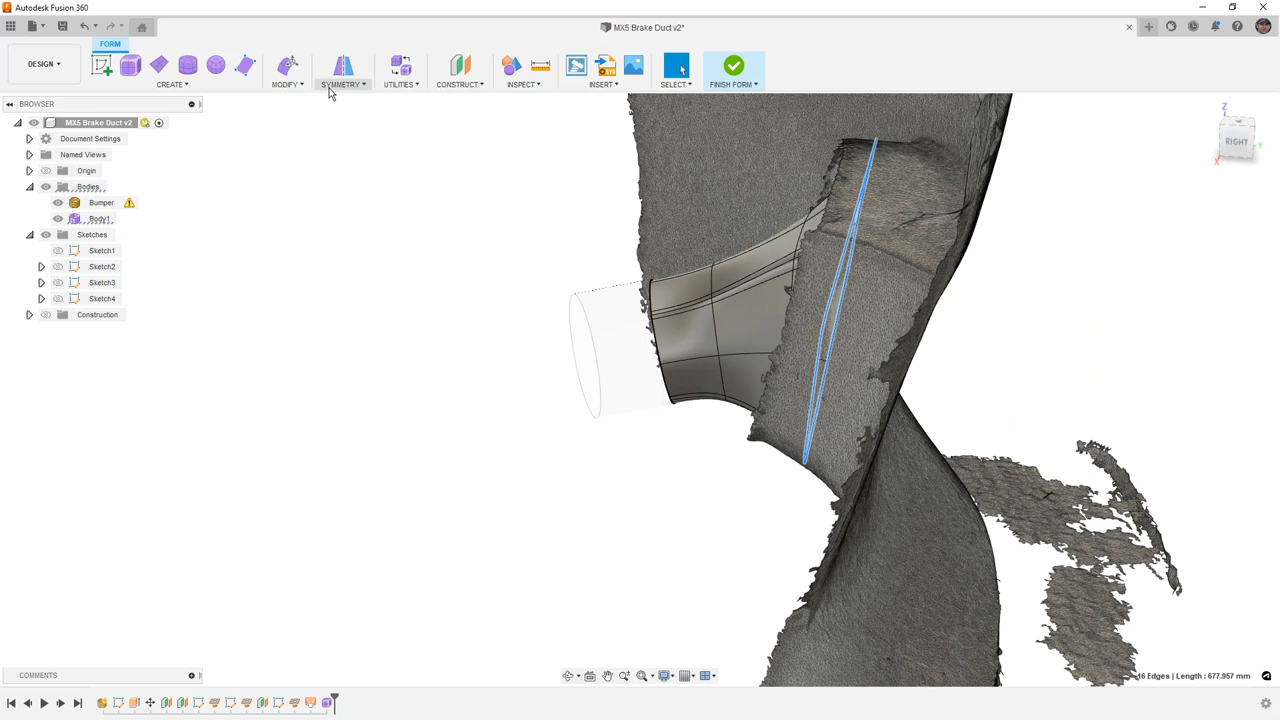 Autodesk Fusion 360
MX5 Brake Duct v2*
DESIGN
FORM
CREATE
MODIFY
SYMMETRY
UTILITIES
CONSTRUCT
INSPECT
INSERT
SELECT
FINISH FORM
BROWSER
MX5 Brake Duct v2
Document Settings
Named Views
Origin
Bodies
Bumper
Body1
Sketches
Sketch1
Sketch2
Sketch3
Sketch4
Construction
Z
RIGHT
X
Y
COMMENTS
16 Edges | Length : 677.957 mm